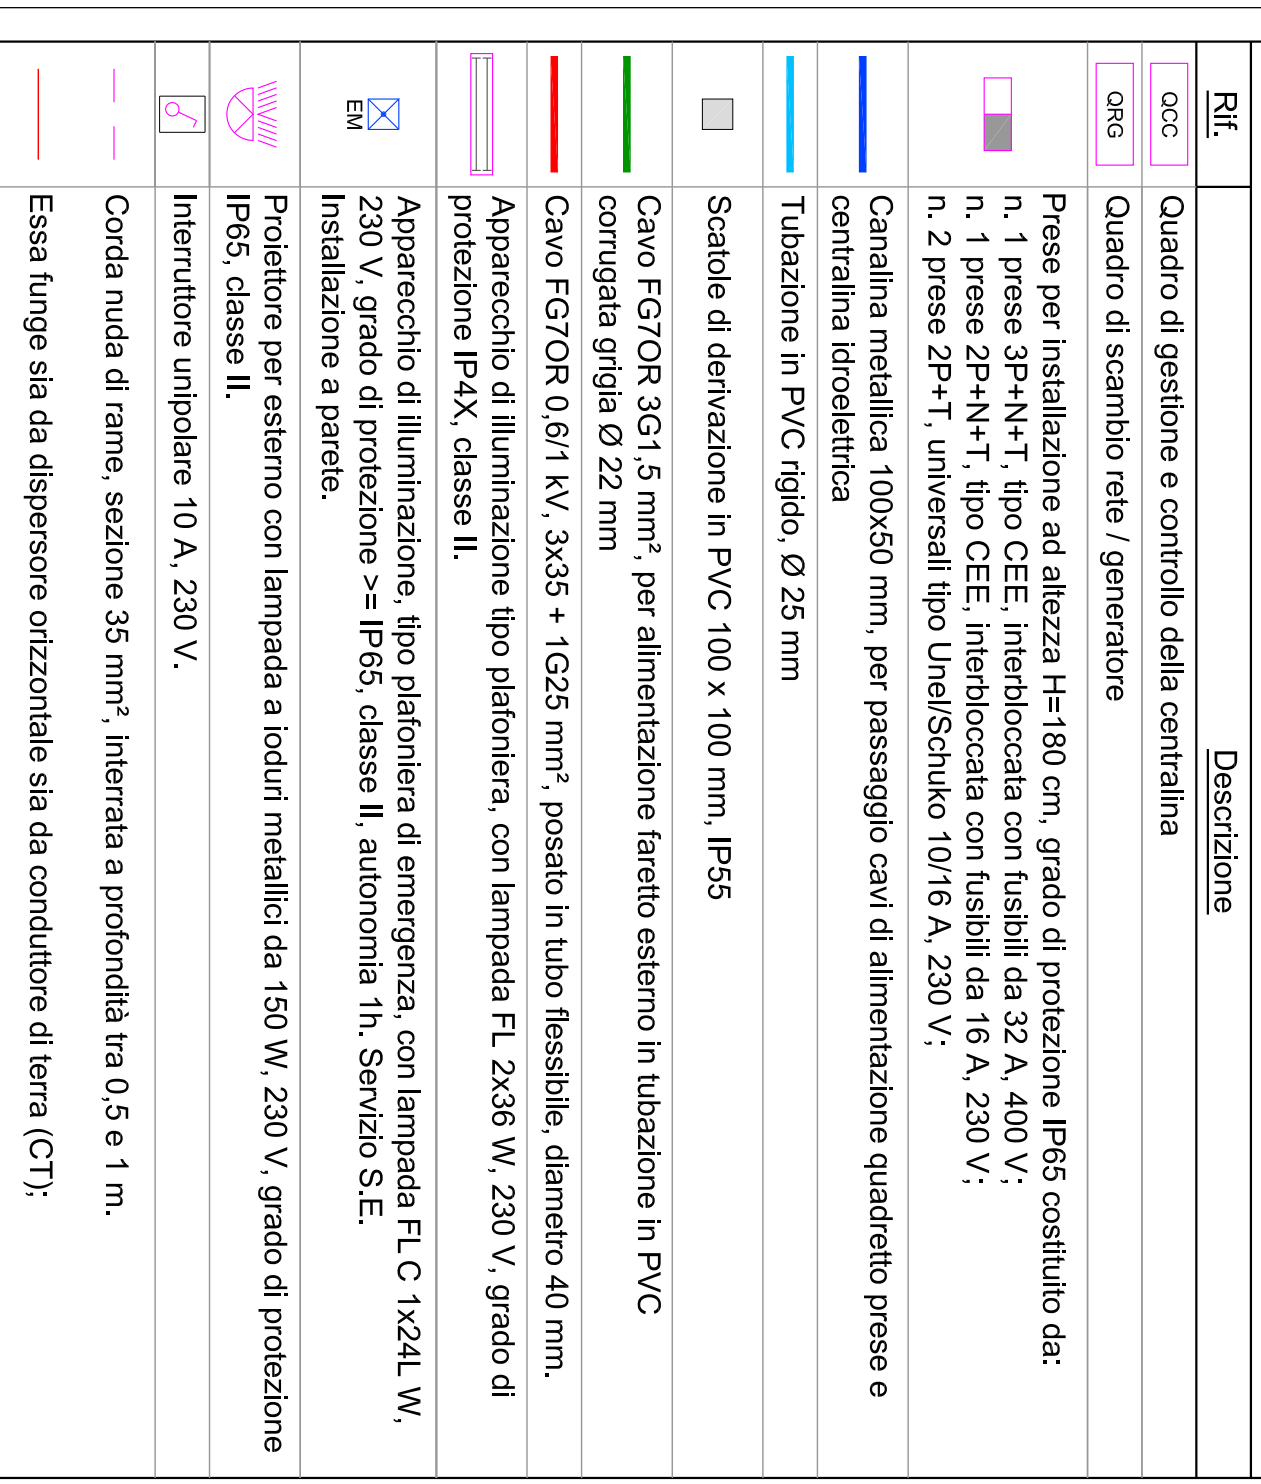 Rif.
Descrizione
QCC
Quadro di gestione e controllo della centralina
QRG
Quadro di scambio rete / generatore
Prese per installazione ad altezza H=180 cm, grado di protezione IP65 costituito da:
n. 1 prese 3P+N+T, tipo CEE, interbloccata con fusibili da 32 A, 400 V;
n. 1 prese 2P+N+T, tipo CEE, interbloccata con fusibili da 16 A, 230 V;
n. 2 prese 2P+T, universali tipo Unel/Schuko 10/16 A, 230 V;
Canalina metallica 100x50 mm, per passaggio cavi di alimentazione quadretto prese e
centralina idroelettrica
Tubazione in PVC rigido, Ø 25 mm
Scatole di derivazione in PVC 100 x 100 mm, IP55
Cavo FG7OR 3G1,5 mm², per alimentazione faretto esterno in tubazione in PVC
corrugata grigia Ø 22 mm
Cavo FG7OR 0,6/1 kV, 3x35 + 1G25 mm², posato in tubo flessibile, diametro 40 mm.
Apparecchio di illuminazione tipo plafoniera, con lampada FL 2x36 W, 230 V, grado di
protezione IP4X, classe II.
EM
Apparecchio di illuminazione, tipo plafoniera di emergenza, con lampada FL C 1x24L W,
230 V, grado di protezione >= IP65, classe II, autonomia 1h. Servizio S.E.
Installazione a parete.
Proiettore per esterno con lampada a ioduri metallici da 150 W, 230 V, grado di protezione
IP65, classe II.
Interruttore unipolare 10 A, 230 V.
Corda nuda di rame, sezione 35 mm², interrata a profondità tra 0,5 e 1 m.
Essa funge sia da dispersore orizzontale sia da conduttore di terra (CT);